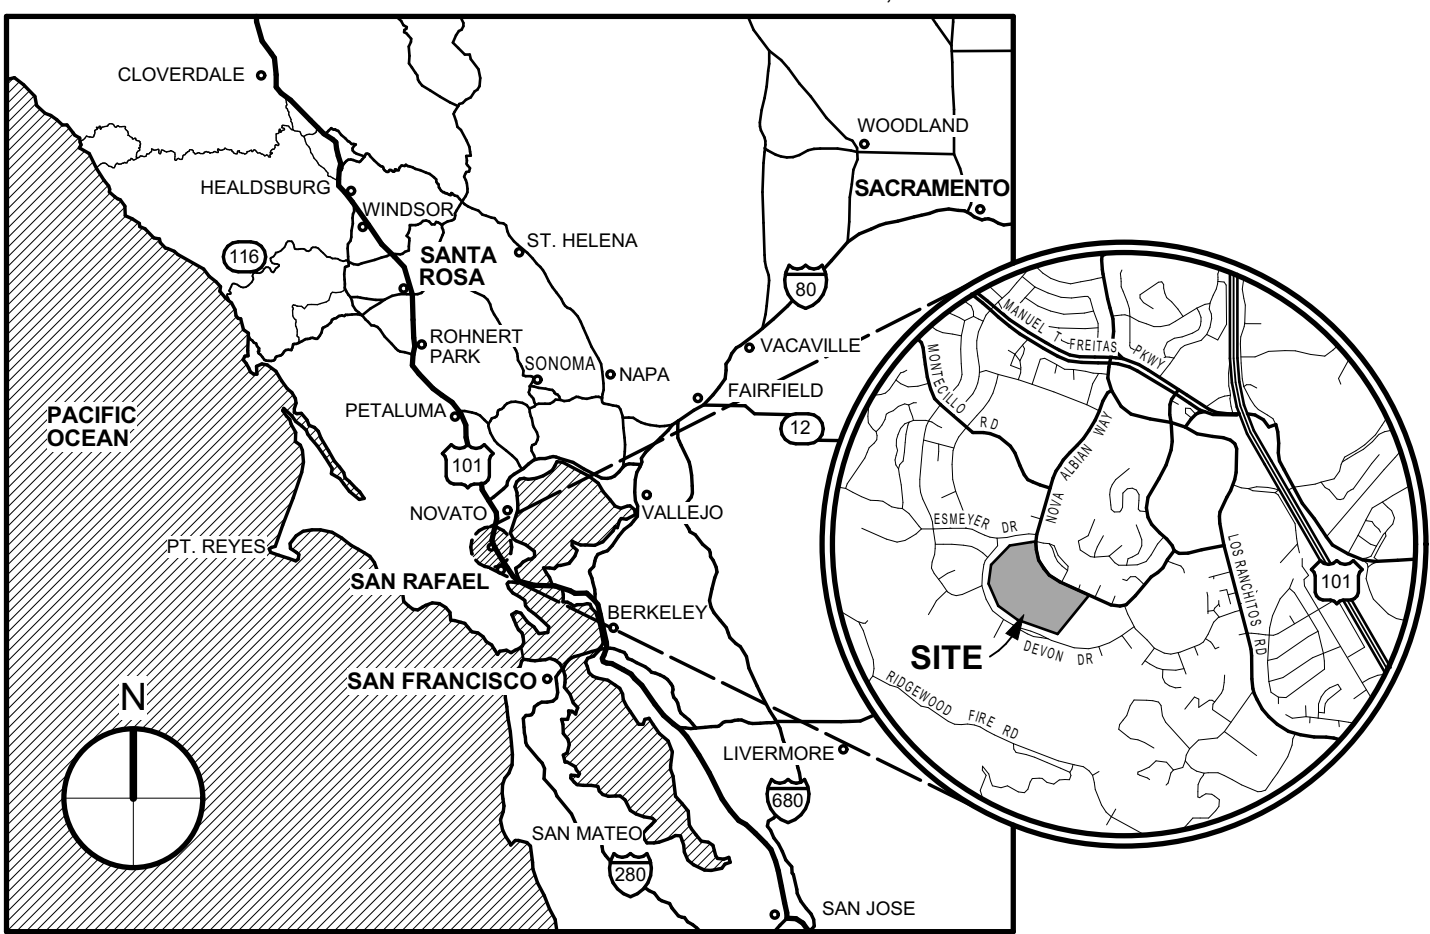 CLOVERDALE
WOODLAND
HEALDSBURG
SACRAMENTO
WINDSOR
116
SANTA
ROSA
ST. HELENA
80
MANUEL T FREITAS PKWY
ROHNERT
PARK
VACAVILLE
MONTECILLO RD
SONOMA
NAPA
FAIRFIELD
PACIFIC
OCEAN
PETALUMA
12
NOVA ALBIAN WAY
101
NOVATO
VALLEJO
ESMEYER DR
PT. REYES
SAN RAFAEL
LOS RANCHITOS RD
101
BERKELEY
SITE
DEVON DR
SAN FRANCISCO
RIDGEWOOD FIRE RD
N
LIVERMORE
680
SAN MATEO
280
SAN JOSE